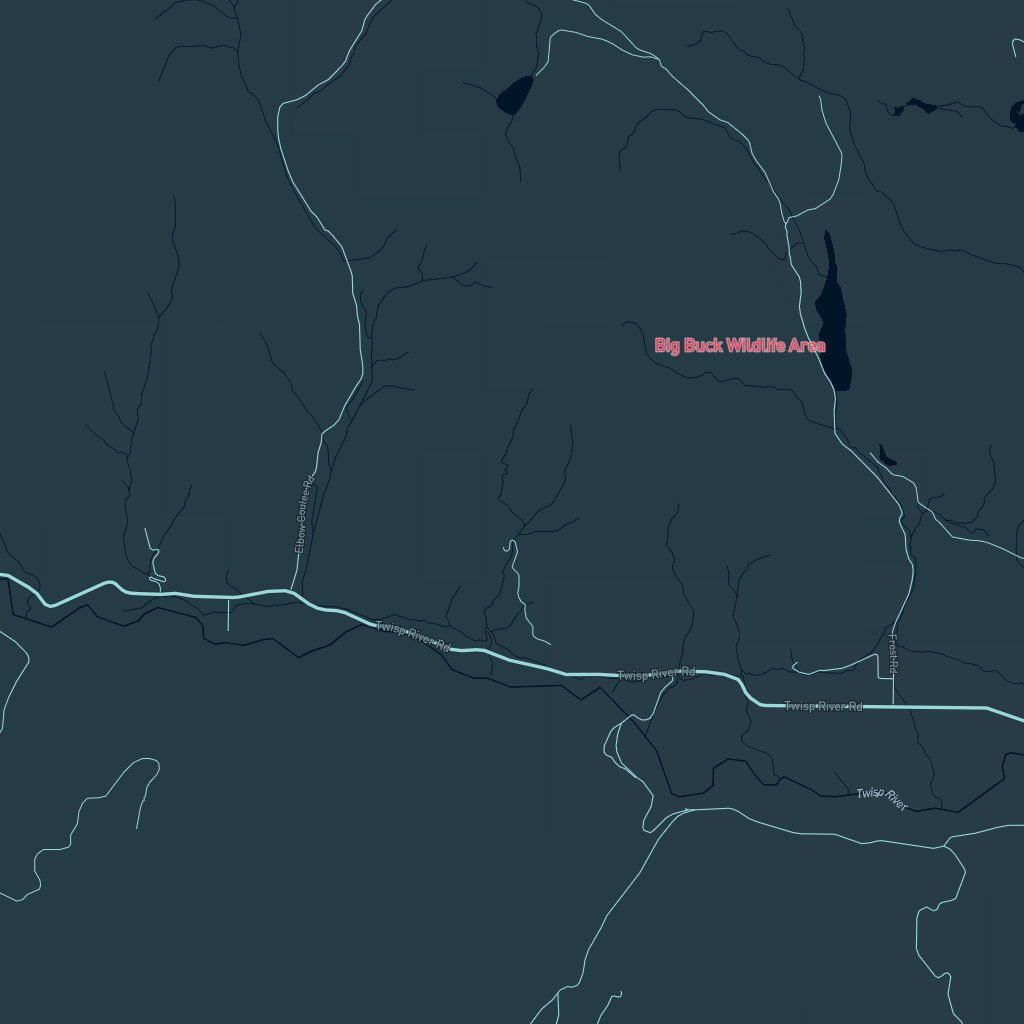 Big Buck Wildlife Area
Elbow Coulee Rd
Twisp River Rd
Frost Rd
Twisp River Rd
Twisp River Rd
Twisp River